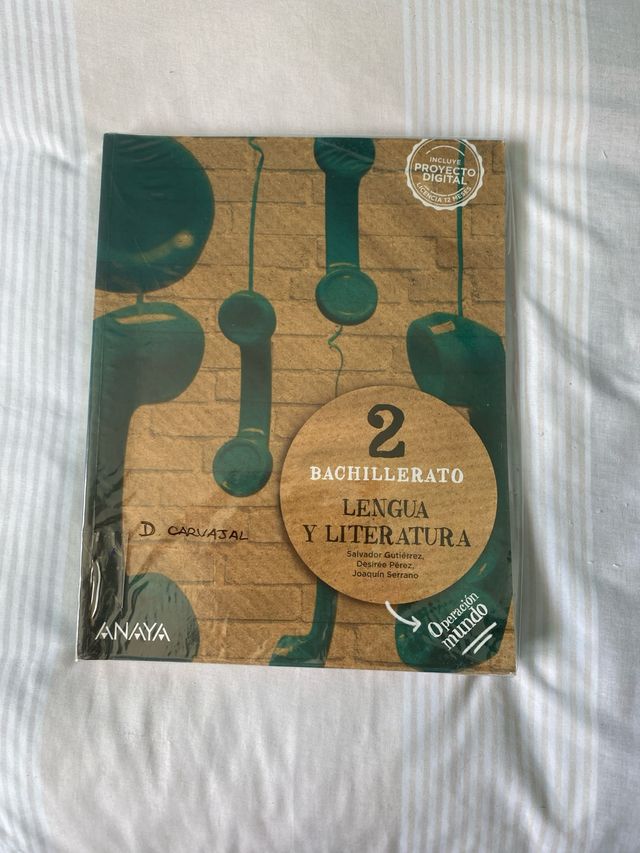 INCLUYE
PROYECTO
DIGITAL
LICENCIA 12 MESES
2
BACHILLERATO
LENGUA
Y LITERATURA
Salvador Gutiérrez,
Desirée Pérez,
Joaquín Serrano
D. CARVAJAL
Operación
mundo
ANAYA